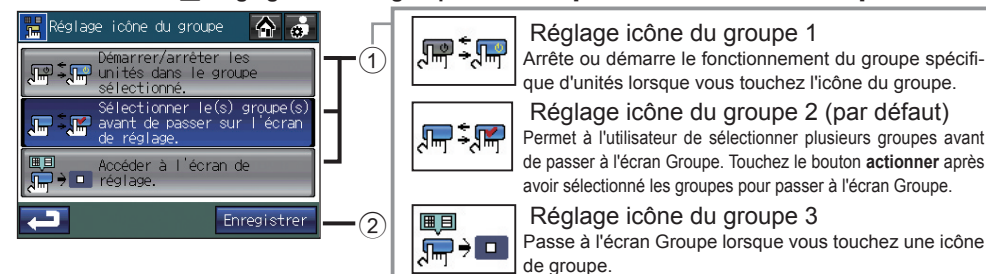 Réglage icône du groupe
Démarrer/arrêter les
unités dans le groupe
sélectionné.
Sélectionner le(s) groupe(s)
avant de passer sur l'écran
de réglage.
Accéder à l'écran de
réglage.
Enregistrer
1
2
Réglage icône du groupe 1
Arrête ou démarre le fonctionnement du groupe spécifi-
que d'unités lorsque vous touchez l'icône du groupe.
Réglage icône du groupe 2 (par défaut)
Permet à l'utilisateur de sélectionner plusieurs groupes avant
de passer à l'écran Groupe. Touchez le bouton actionner après
avoir sélectionné les groupes pour passer à l'écran Groupe.
Réglage icône du groupe 3
Passe à l'écran Groupe lorsque vous touchez une icône
de groupe.